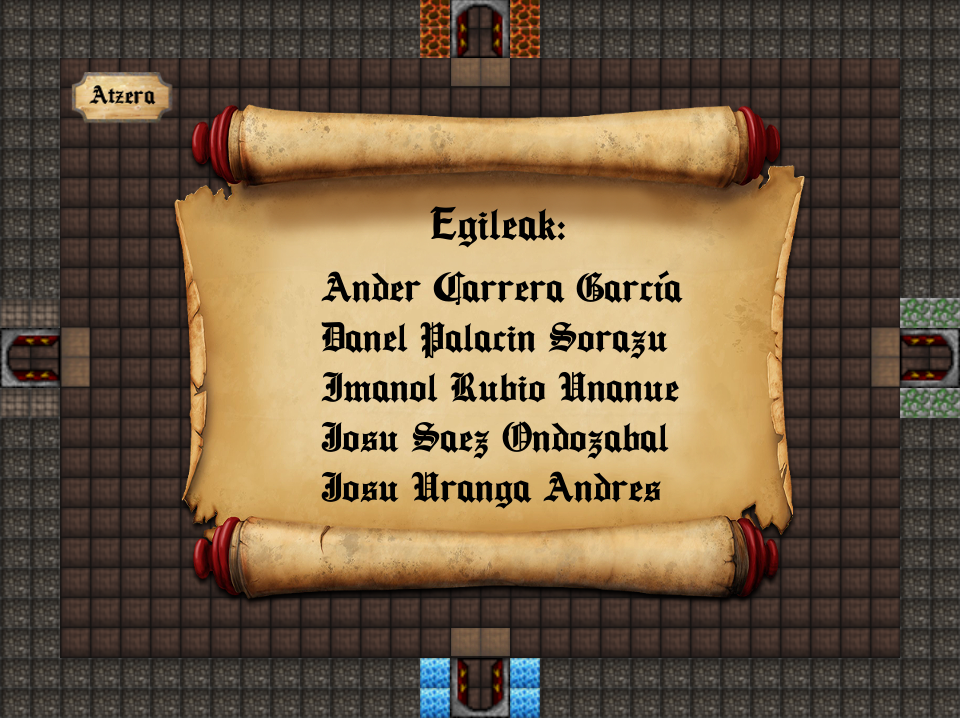 Atzera
Egileak:
Ander Carrera García
Danel Palacin Sorazu
Imanol Rubio Unanue
Josu Saez Ondozabal
Josu Uranga Andres